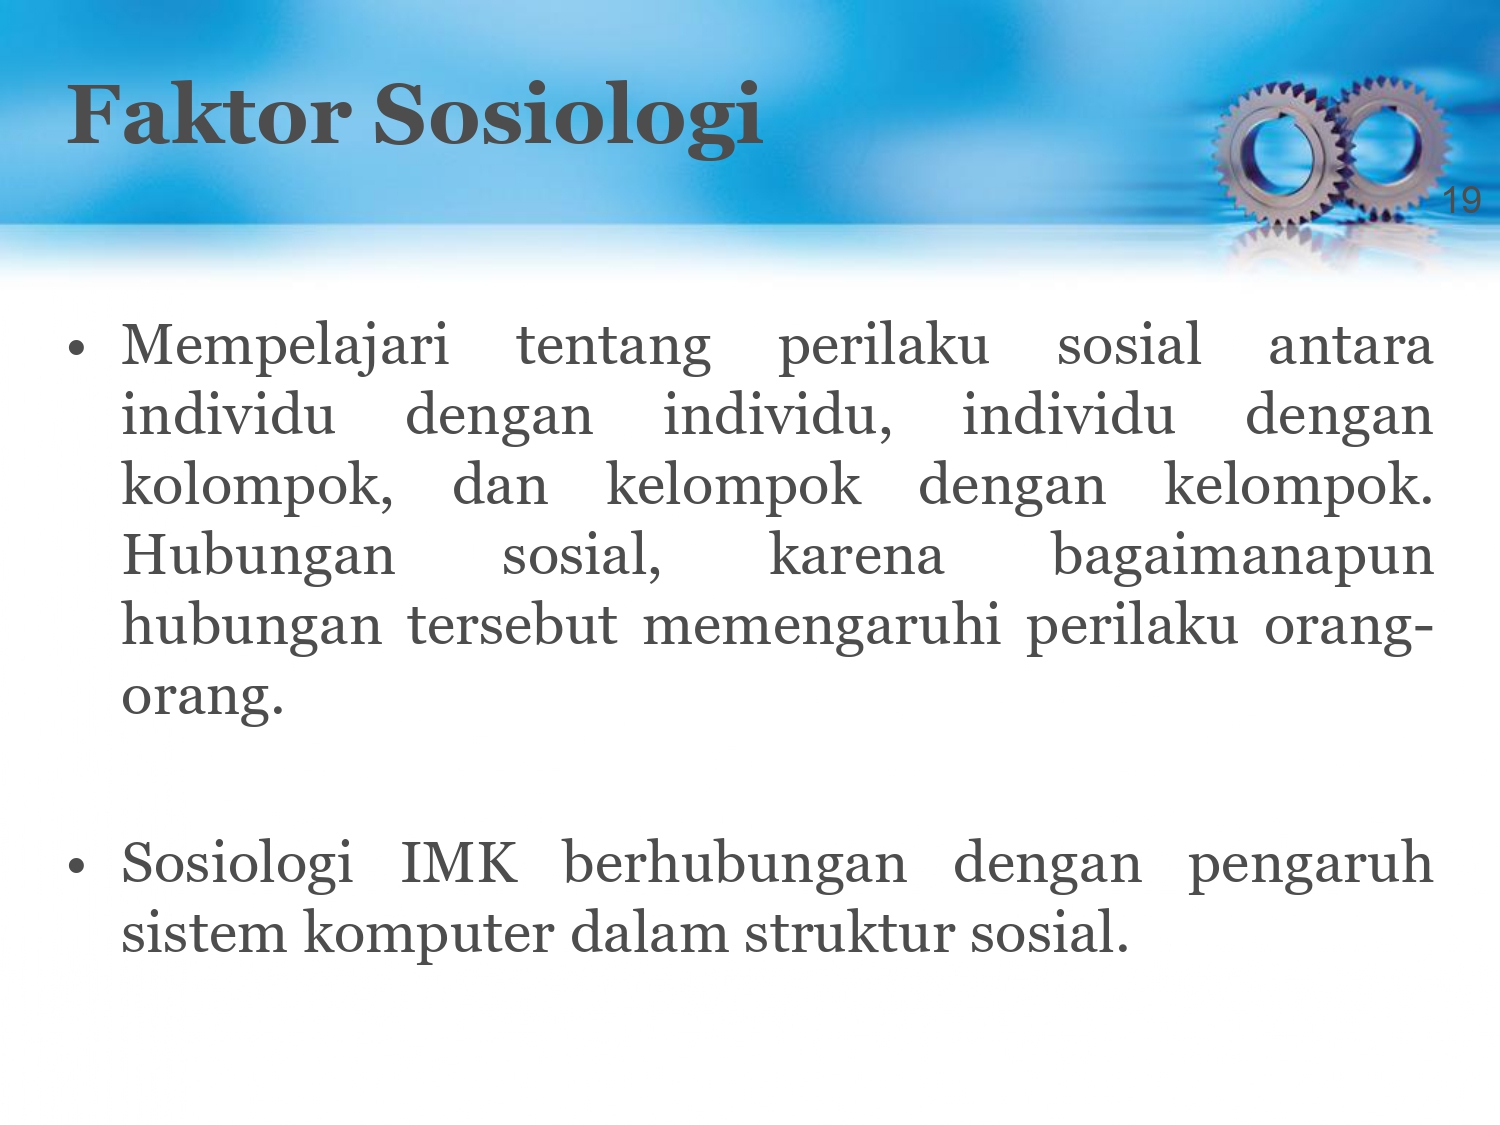 Faktor Sosiologi
19
• Mempelajari tentang perilaku sosial antara
individu dengan individu, individu dengan
kolompok, dan kelompok dengan kelompok.
Hubungan sosial, karena bagaimanapun
hubungan tersebut memengaruhi perilaku orang-
orang.
• Sosiologi IMK berhubungan dengan pengaruh
sistem komputer dalam struktur sosial.